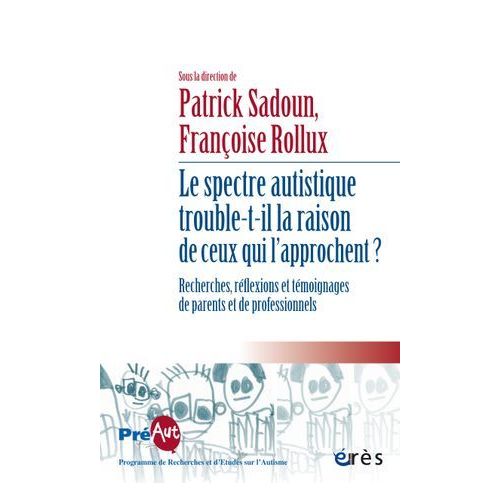 Sous la direction de
Patrick Sadoun,
Françoise Rollux
Le spectre autistique
trouble-t-il la raison
de ceux qui l'approchent ?
Recherches, réflexions et témoignages
de parents et de professionnels
PréAut
Programme de Recherches et d'Etudes sur l'Autisme
érès